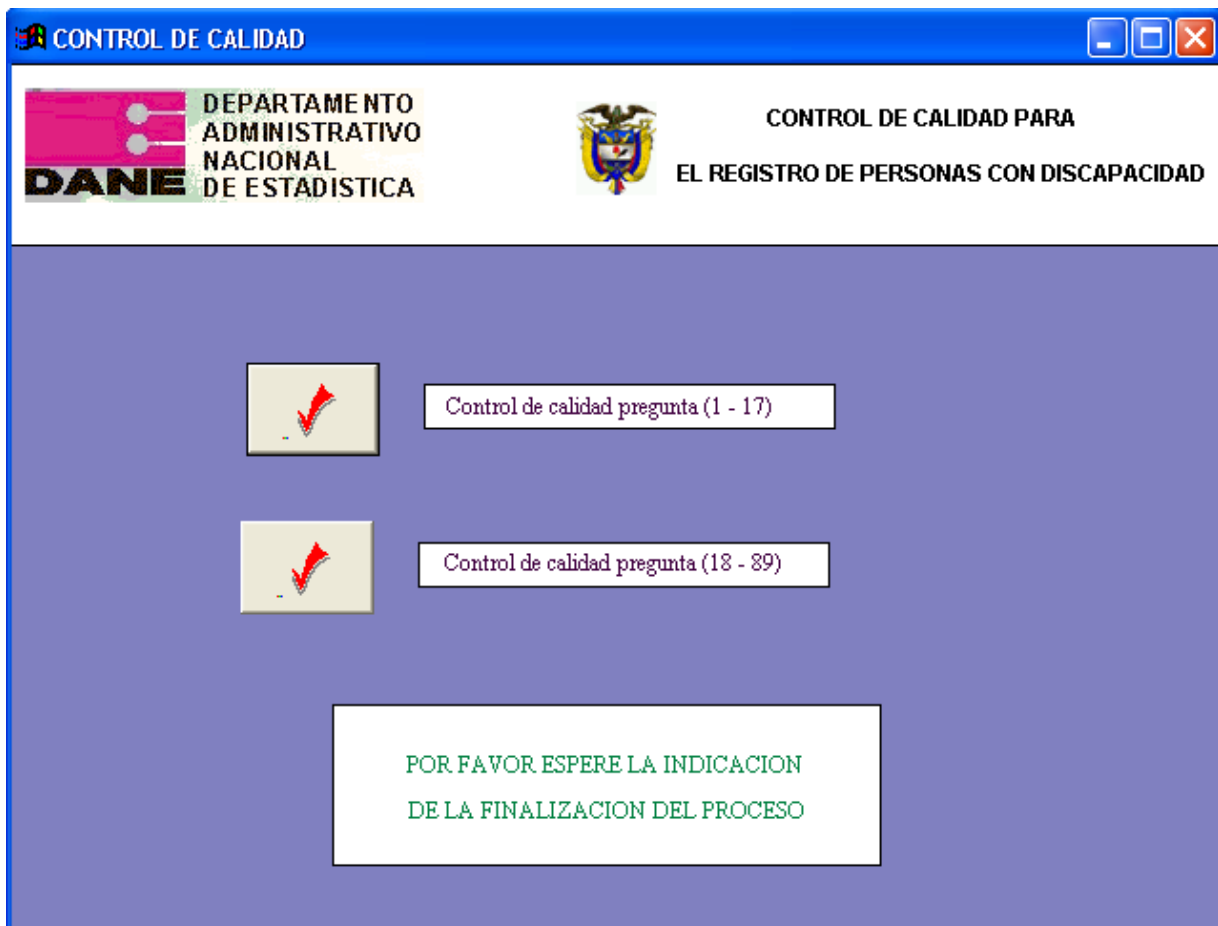 CONTROL DE CALIDAD
DEPARTAMENTO
ADMINISTRATIVO
NACIONAL
DE ESTADISTICA
DANE
CONTROL DE CALIDAD PARA
EL REGISTRO DE PERSONAS CON DISCAPACIDAD
Control de calidad pregunta (1 - 17)
Control de calidad pregunta (18 - 89)
POR FAVOR ESPERE LA INDICACION
DE LA FINALIZACION DEL PROCESO